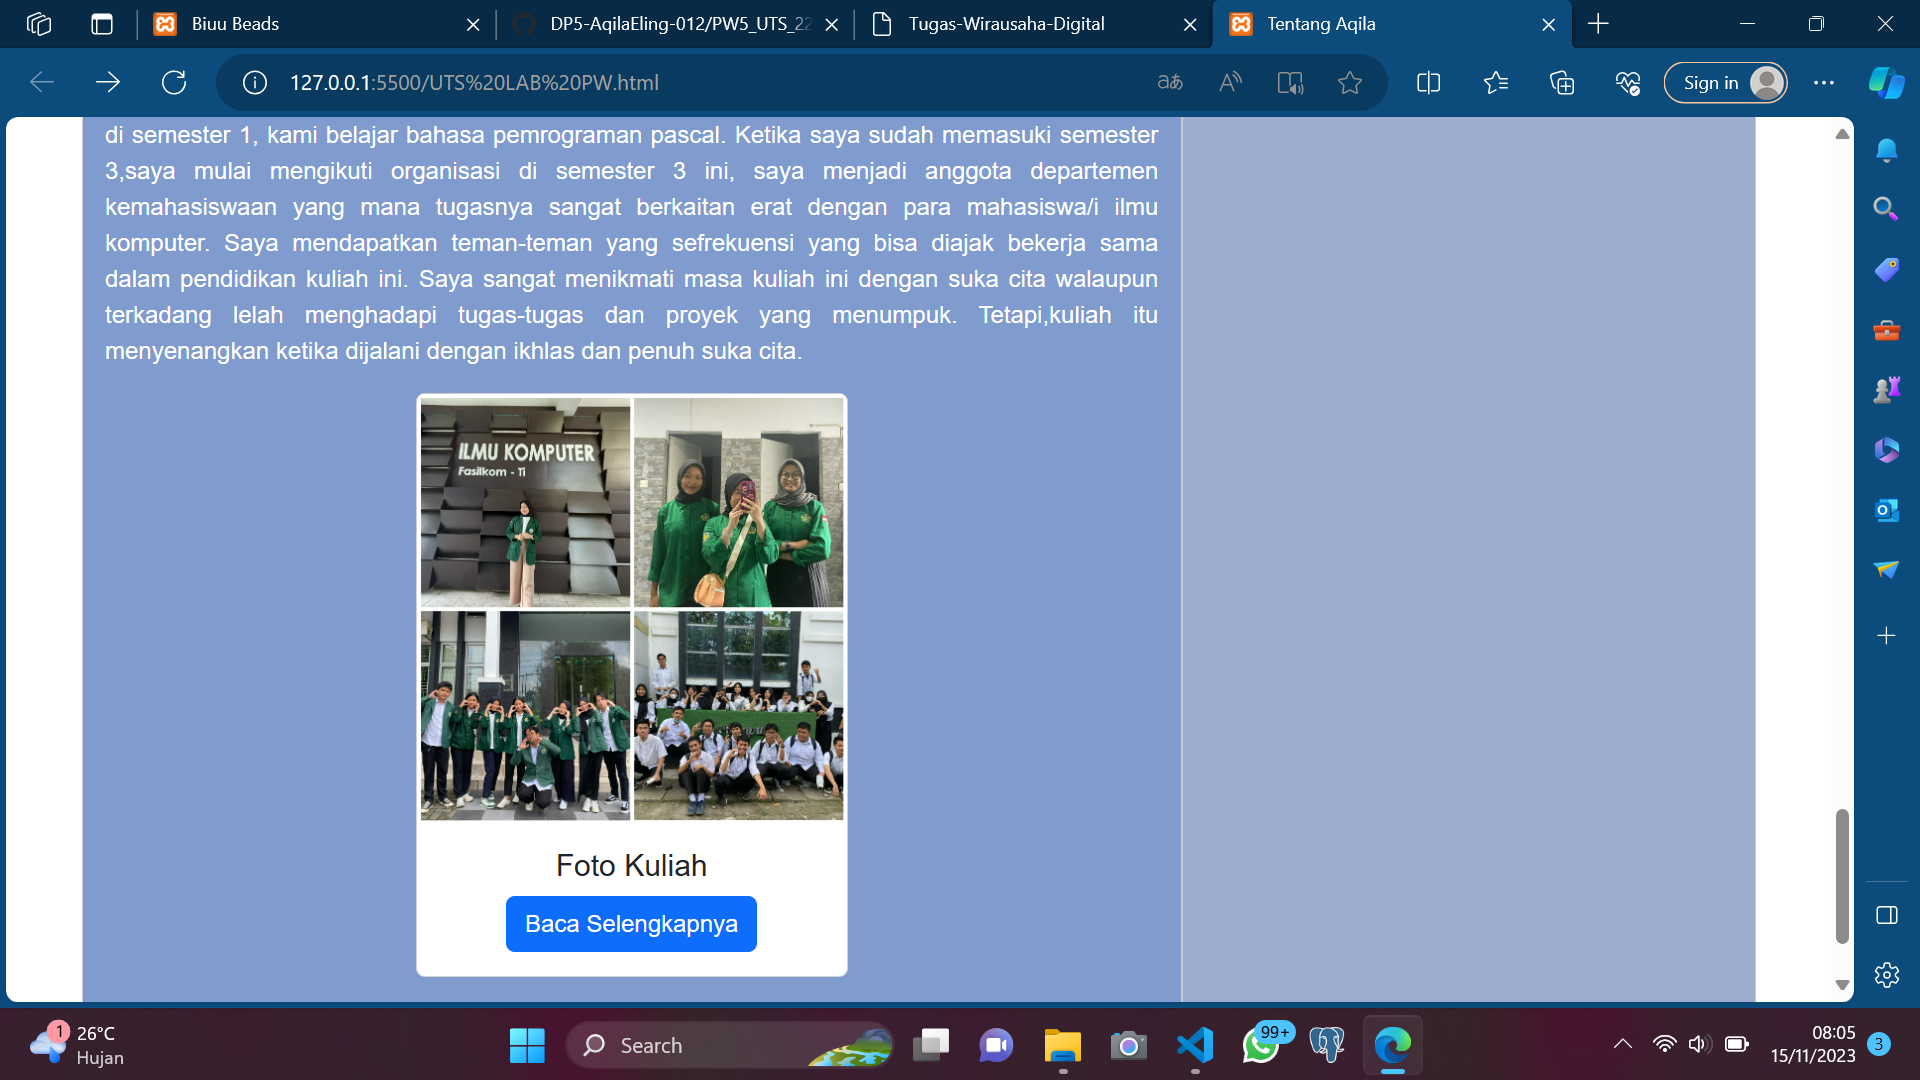 Biuu Beads
DP5-AqilaEling-012/PW5_UTS_22
Tugas-Wirausaha-Digital
Tentang Aqila
127.0.0.1:5500/UTS%20LAB%20PW.html
Sign in
di semester 1, kami belajar bahasa pemrograman pascal. Ketika saya sudah memasuki semester
3,saya mulai mengikuti organisasi di semester 3 ini, saya menjadi anggota departemen
kemahasiswaan yang mana tugasnya sangat berkaitan erat dengan para mahasiswa/i ilmu
komputer. Saya mendapatkan teman-teman yang sefrekuensi yang bisa diajak bekerja sama
dalam pendidikan kuliah ini. Saya sangat menikmati masa kuliah ini dengan suka cita walaupun
terkadang lelah menghadapi tugas-tugas dan proyek yang menumpuk. Tetapi,kuliah itu
menyenangkan ketika dijalani dengan ikhlas dan penuh suka cita.
ILMU KOMPUTER
Fasilkom - Ti
Foto Kuliah
Baca Selengkapnya
1
26°C
Hujan
Search
99+
08:05
15/11/2023
3